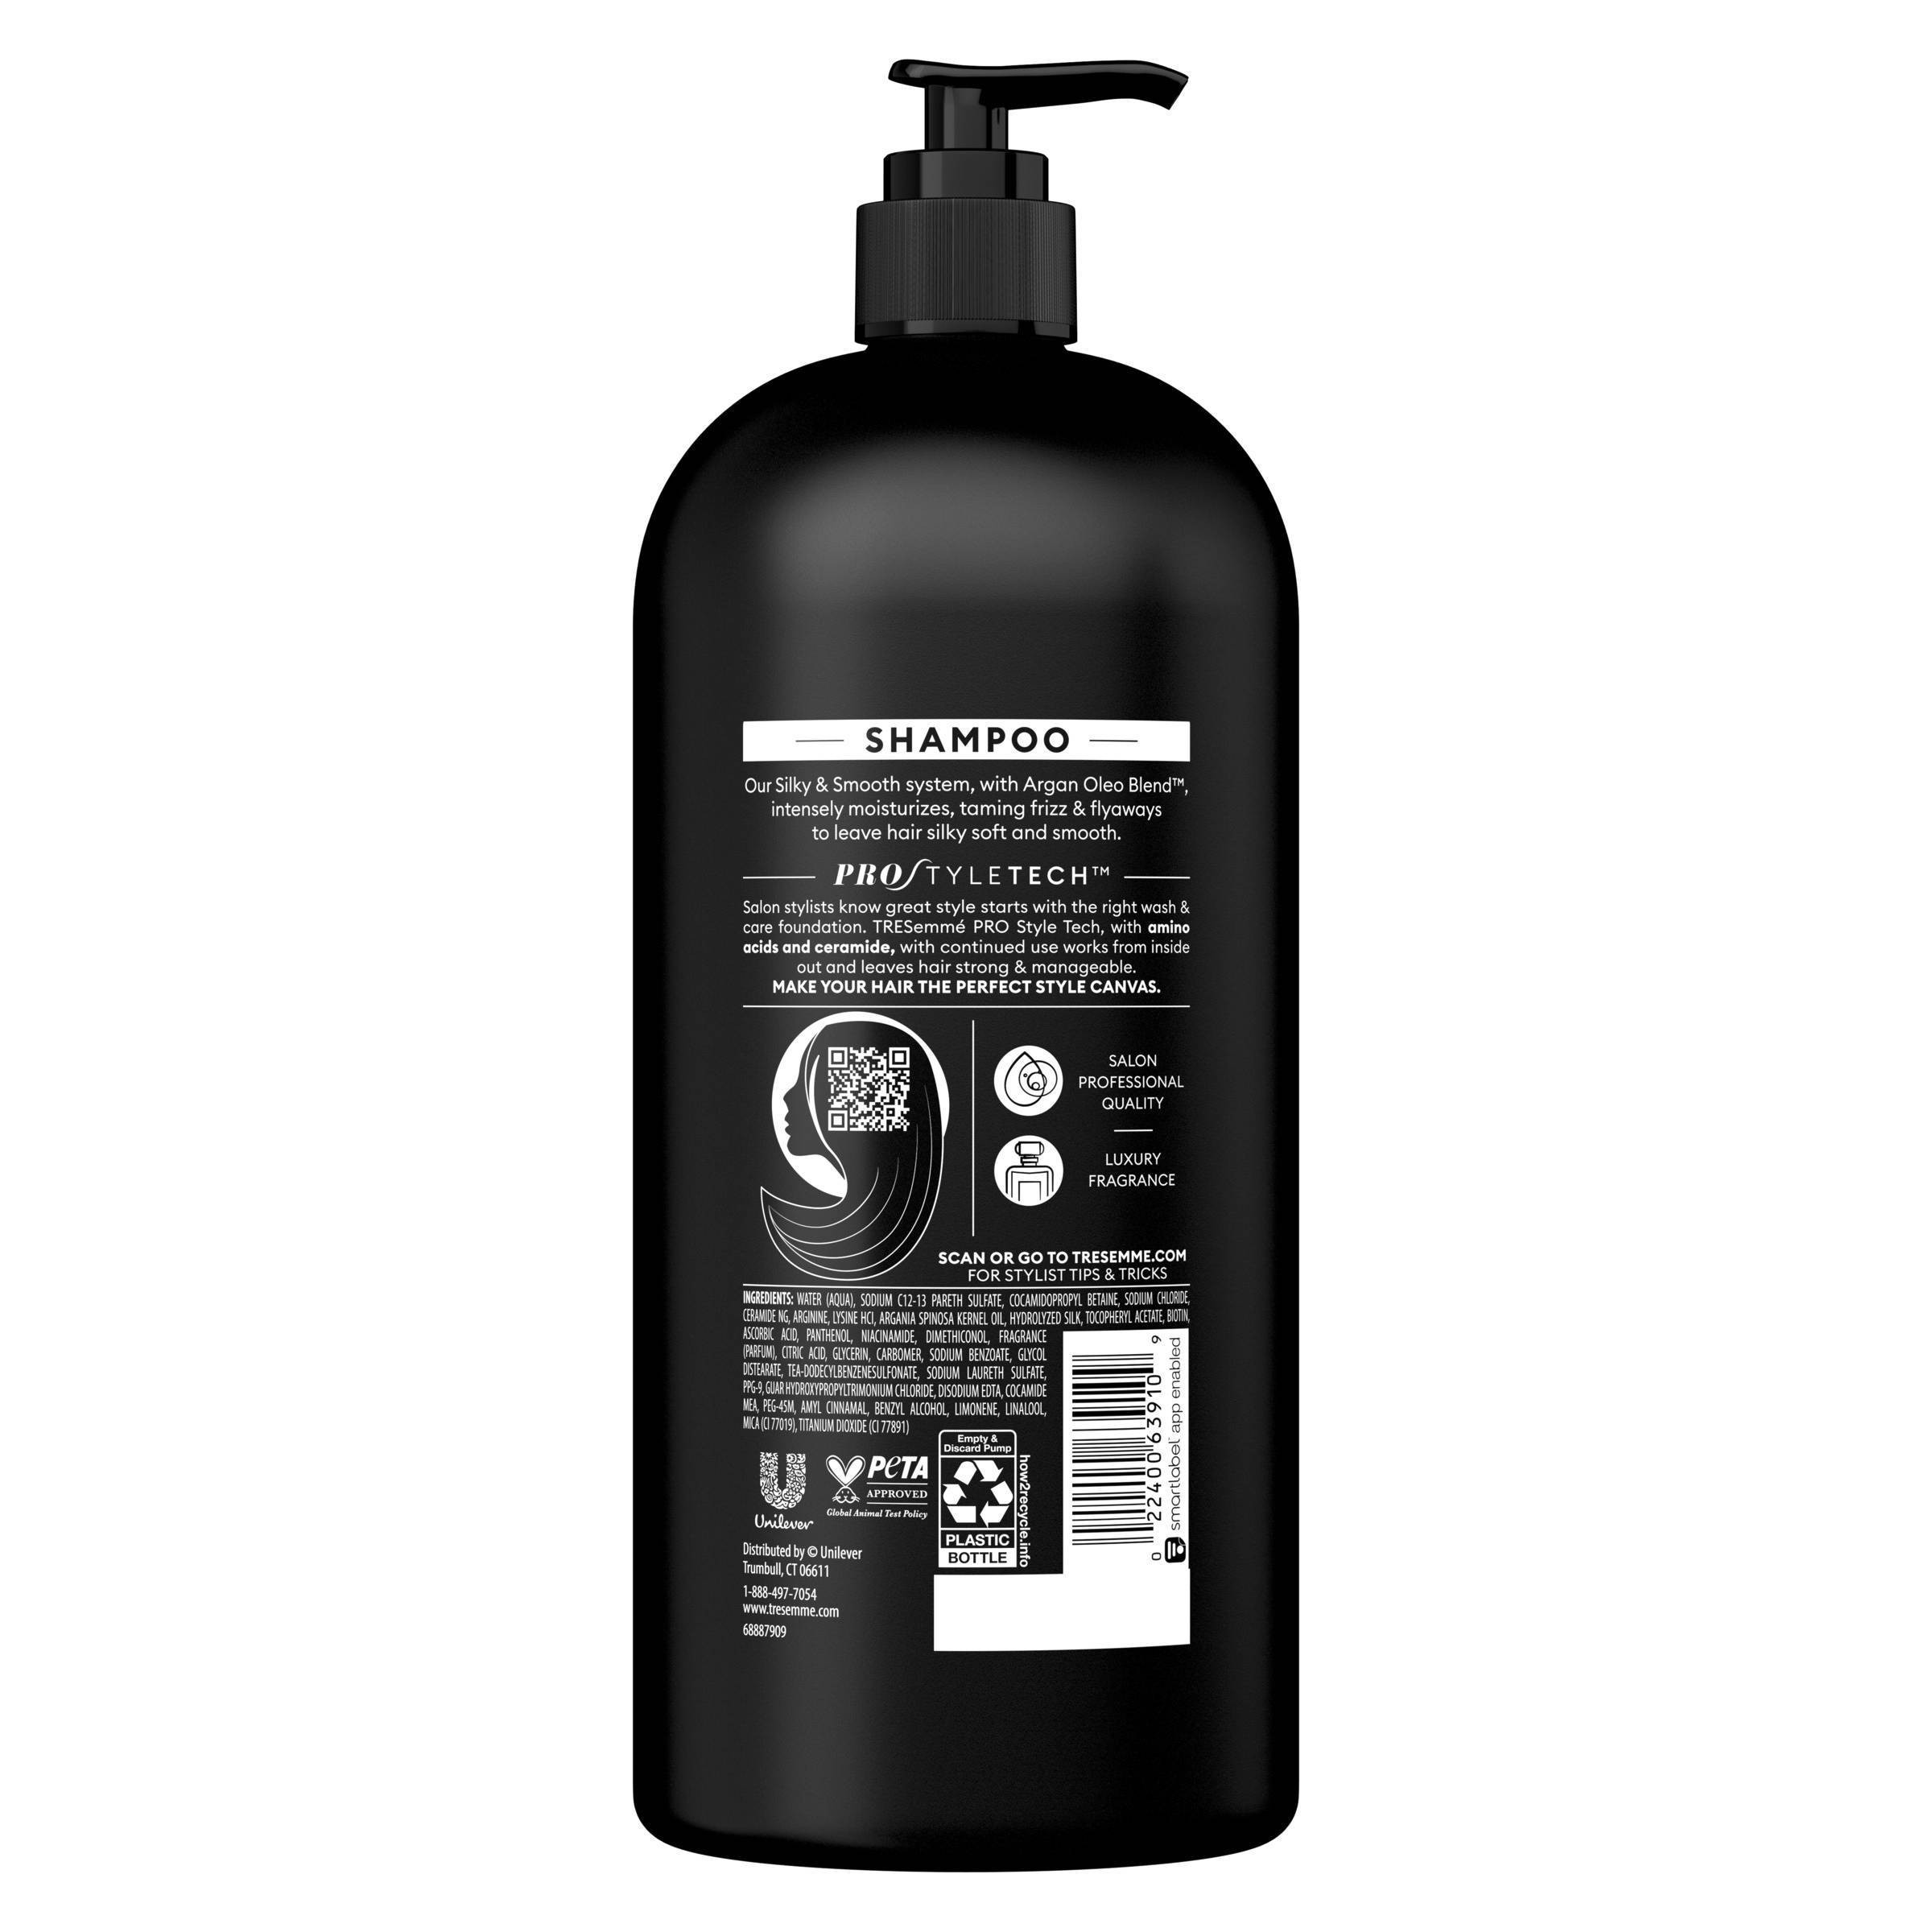 SHAMPOO
Our Silky & Smooth system, with Argan Oleo Blend™,
intensely moisturizes, taming frizz & flyaways
to leave hair silky soft and smooth.
PRO STYLETECH™
Salon stylists know great style starts with the right wash &
care foundation. TRESemmé PRO Style Tech, with amino
acids and ceramide, with continued use works from inside
out and leaves hair strong & manageable.
MAKE YOUR HAIR THE PERFECT STYLE CANVAS.
SALON
PROFESSIONAL
QUALITY
LUXURY
FRAGRANCE
SCAN OR GO TO TRESEMME.COM
FOR STYLIST TIPS & TRICKS
INGREDIENTS: WATER (AQUA), SODIUM C12-13 PARETH SULFATE, COCAMIDOPROPYL BETAINE, SODIUM CHLORIDE,
CERAMIDE NG, ARGININE, LYSINE HCI, ARGANIA SPINOSA KERNEL OIL, HYDROLYZED SILK, TOCOPHERYL ACETATE, BIOTIN,
ASCORBIC ACID, PANTHENOL, NIACINAMIDE, DIMETHICONOL, FRAGRANCE
(PARFUM), CITRIC ACID, GLYCERIN, CARBOMER, SODIUM BENZOATE, GLYCOL
DISTEARATE, TEA-DODECYLBENZENESULFONATE, SODIUM LAURETH SULFATE,
PPG-9, GUAR HYDROXYPROPYLTRIMONIUM CHLORIDE, DISODIUM EDTA, COCAMIDE
MEA, PEG-45M, AMYL CINNAMAL, BENZYL ALCOHOL, LIMONENE, LINALOOL,
MICA (CI 77019), TITANIUM DIOXIDE (CI 77891)
Unilever
PETA
APPROVED
Global Animal Test Policy
Empty &
Discard Pump
PLASTIC
BOTTLE
how2recycle.info
0 22400 63910 9
smartlabel™ app enabled
Distributed by © Unilever
Trumbull, CT 06611
1-888-497-7054
www.tresemme.com
68887909